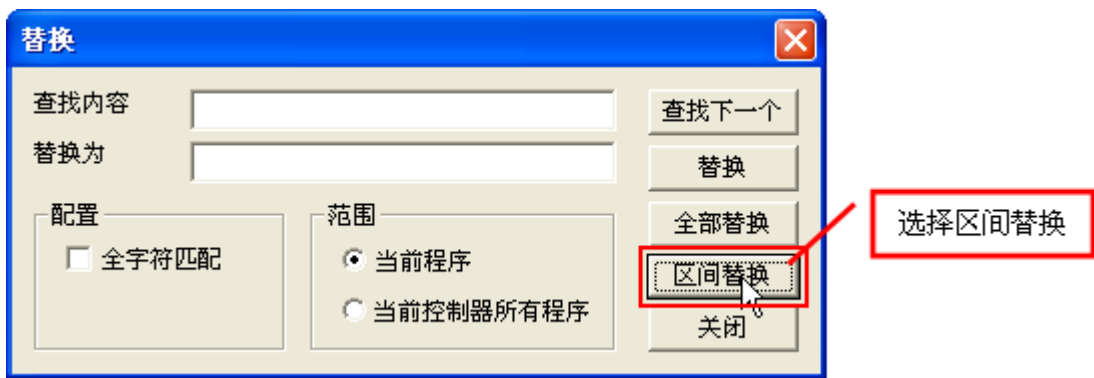 替换
查找内容
查找下一个
替换为
替换
配置
范围
全部替换
选择区间替换
全字符匹配
当前程序
区间替换
当前控制器所有程序
关闭